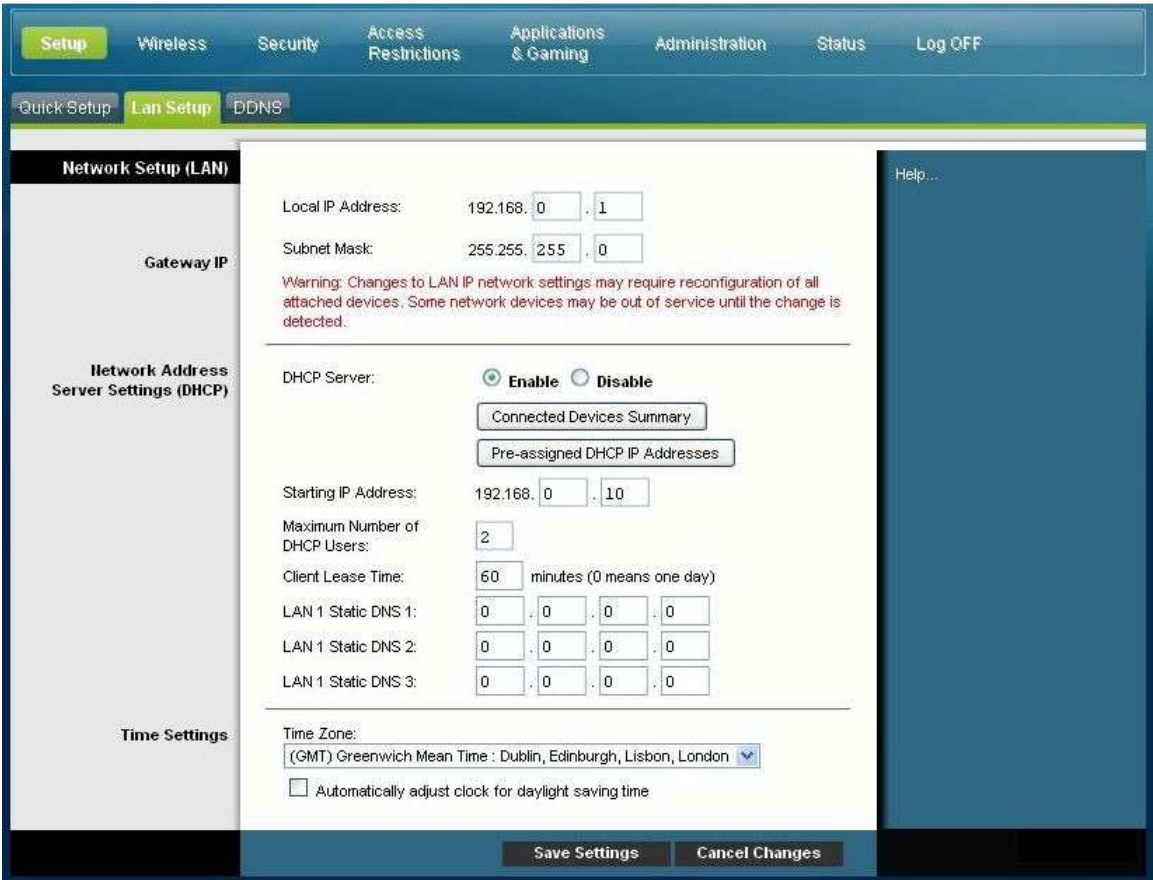 Setup Wireless Security Access Restrictions Applications & Gaming Administration Status Log OFF
Quick Setup Lan Setup DDNS
Network Setup (LAN)
Help...
Gateway IP
Local IP Address: 192.168. 0 . 1
Subnet Mask: 255.255. 255 . 0
Warning: Changes to LAN IP network settings may require reconfiguration of all
attached devices. Some network devices may be out of service until the change is
detected.
Network Address
Server Settings (DHCP)
DHCP Server: Enable Disable
Connected Devices Summary
Pre-assigned DHCP IP Addresses
Starting IP Address: 192.168. 0 . 10
Maximum Number of
DHCP Users: 2
Client Lease Time: 60 minutes (0 means one day)
LAN 1 Static DNS 1: 0 . 0 . 0 . 0
LAN 1 Static DNS 2: 0 . 0 . 0 . 0
LAN 1 Static DNS 3: 0 . 0 . 0 . 0
Time Settings
Time Zone:
(GMT) Greenwich Mean Time : Dublin, Edinburgh, Lisbon, London
Automatically adjust clock for daylight saving time
Save Settings Cancel Changes